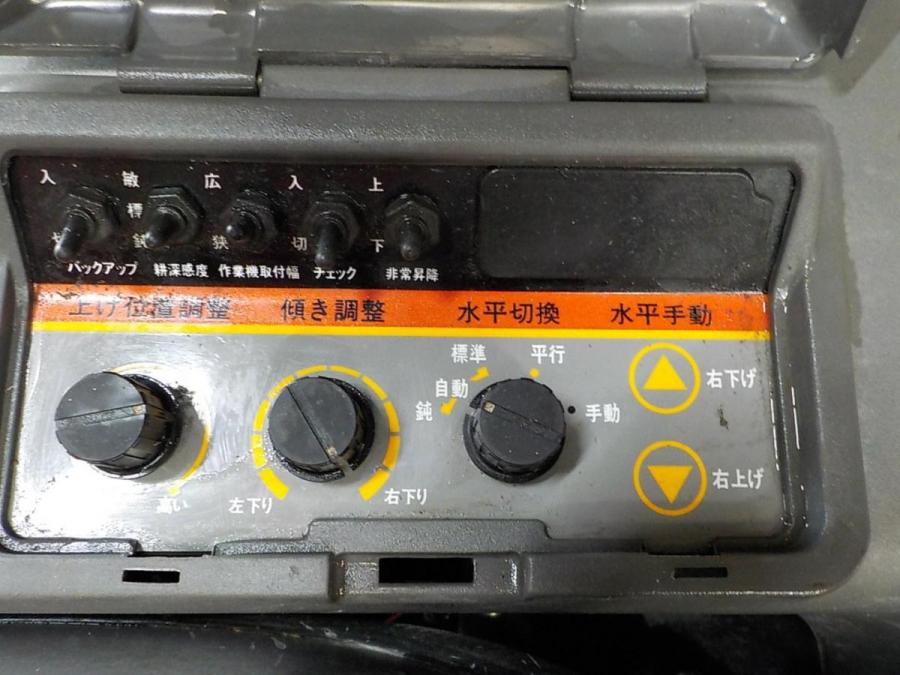 入 敏 広 入 上
標
鈍 狭 切 下
バックアップ 耕深感度 作業機取付幅 チェック 非常昇降
上げ位置調整 傾き調整 水平切換 水平手動
標準 平行
自動 右下げ
鈍 手動
右上げ
高い 左下り 右下り